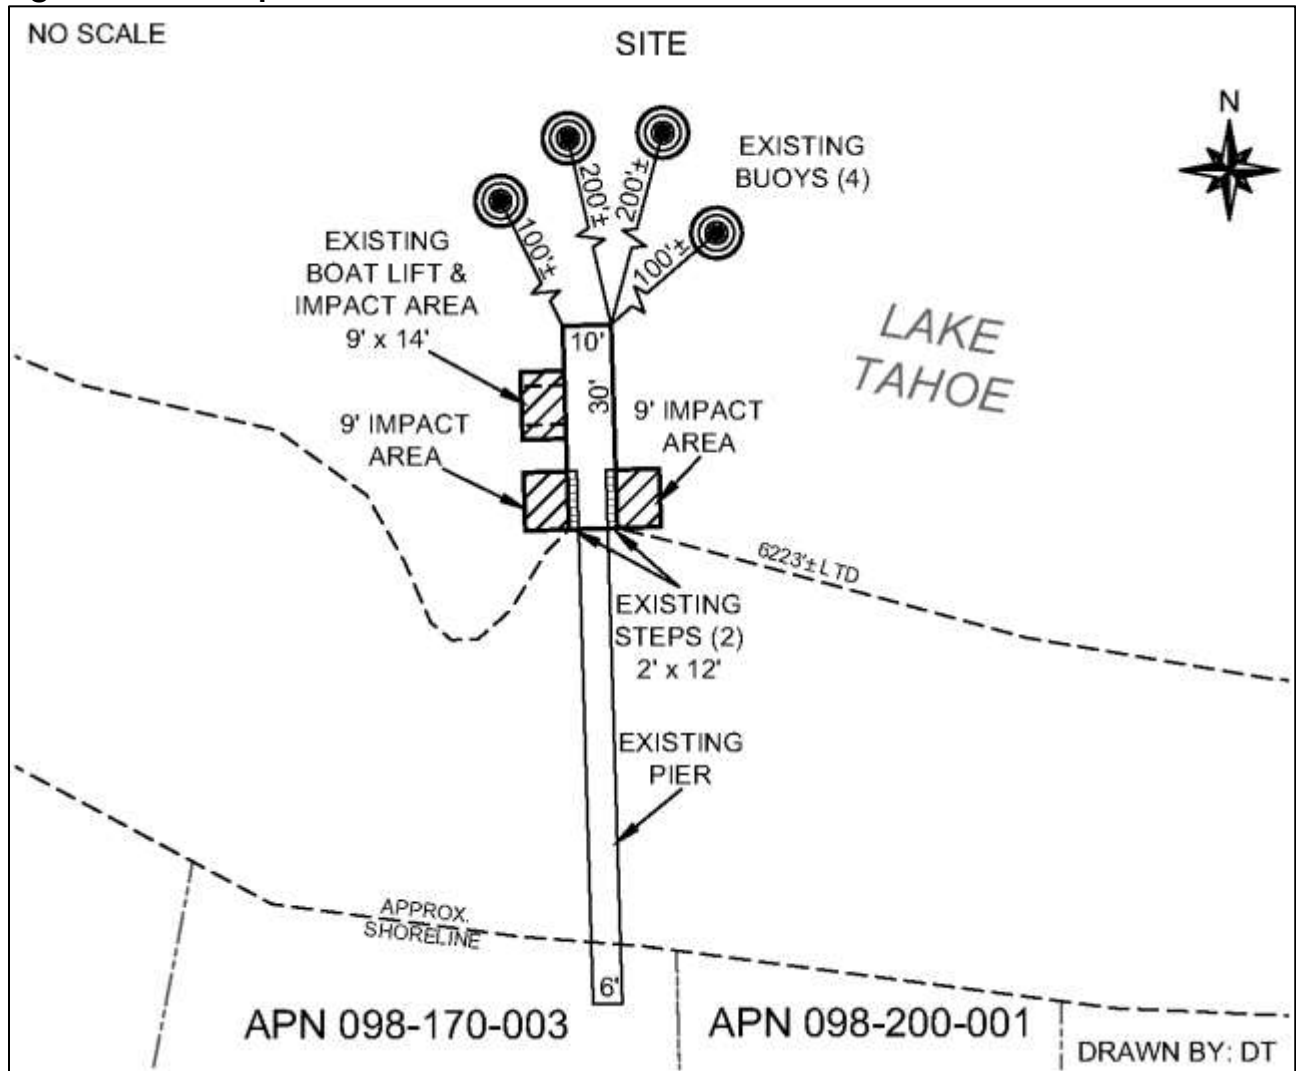 NO SCALE
SITE
N
EXISTING
BUOYS (4)
200'±
200'±
100'±
100'±
EXISTING
BOAT LIFT &
IMPACT AREA
9' x 14'
LAKE
TAHOE
10'
30'
9' IMPACT
AREA
9' IMPACT
AREA
6223'± LTD
EXISTING
STEPS (2)
2' x 12'
EXISTING
PIER
APPROX.
SHORELINE
6'
APN 098-170-003
APN 098-200-001
DRAWN BY: DT